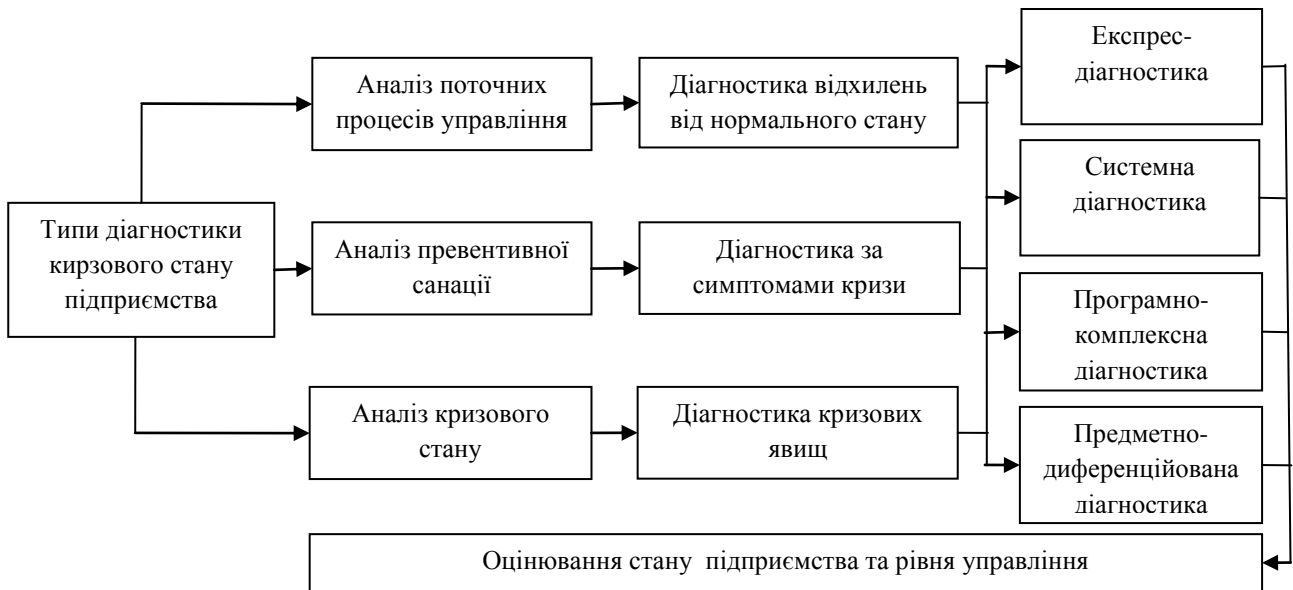 Типи діагностики
кирзового стану
підприємства
Аналіз поточних
процесів управління
Діагностика відхилень
від нормального стану
Аналіз превентивної
санації
Діагностика за
симптомами кризи
Аналіз кризового
стану
Діагностика кризових
явищ
Експрес-
діагностика
Системна
діагностика
Програмно-
комплексна
діагностика
Предметно-
диференційована
діагностика
Оцінювання стану підприємства та рівня управління